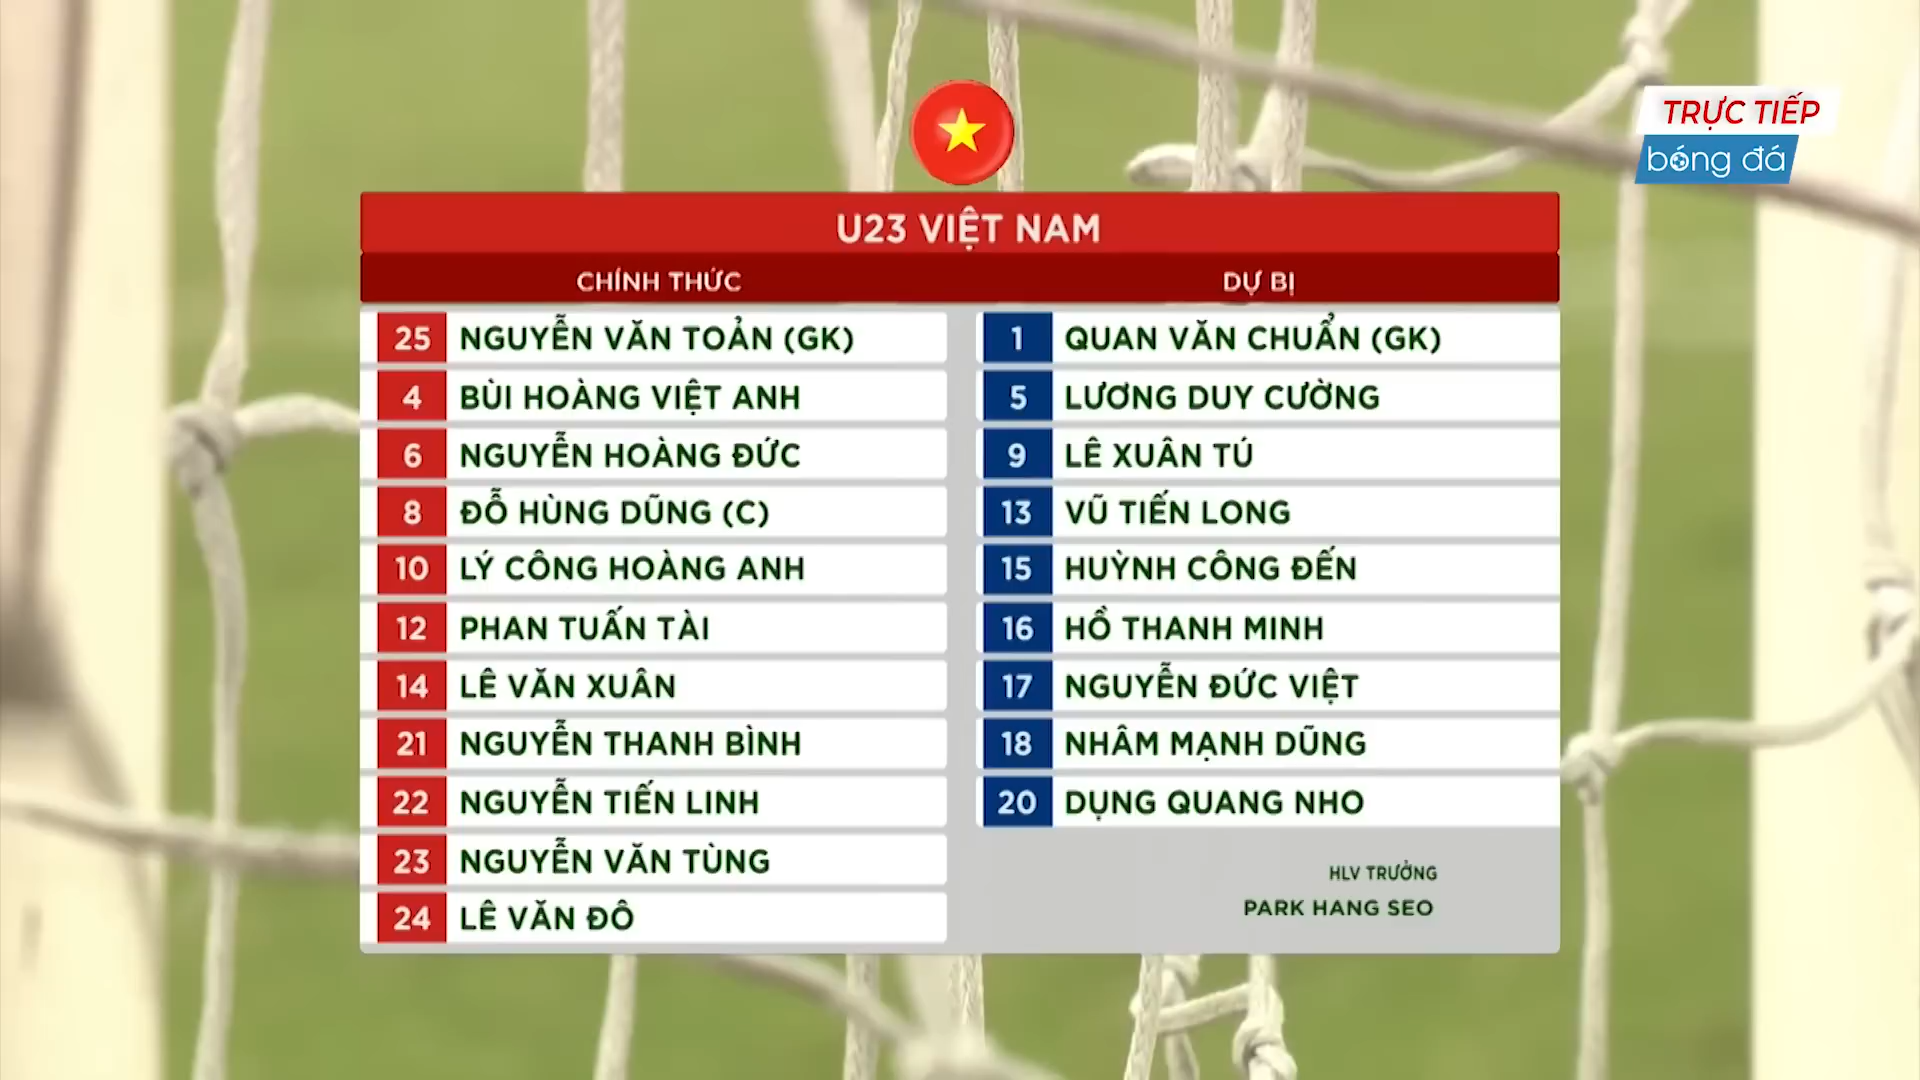 TRỰC TIẾP
bóng đá
U23 VIỆT NAM
CHÍNH THỨC
25 NGUYỄN VĂN TOẢN (GK)
4 BÙI HOÀNG VIỆT ANH
6 NGUYỄN HOÀNG ĐỨC
8 ĐỖ HÙNG DŨNG (C)
10 LÝ CÔNG HOÀNG ANH
12 PHAN TUẤN TÀI
14 LÊ VĂN XUÂN
21 NGUYỄN THANH BÌNH
22 NGUYỄN TIẾN LINH
23 NGUYỄN VĂN TÙNG
24 LÊ VĂN ĐÔ
DỰ BỊ
1 QUAN VĂN CHUẨN (GK)
5 LƯƠNG DUY CƯỜNG
9 LÊ XUÂN TÚ
13 VŨ TIẾN LONG
15 HUỲNH CÔNG ĐẾN
16 HỒ THANH MINH
17 NGUYỄN ĐỨC VIỆT
18 NHÂM MẠNH DŨNG
20 DỤNG QUANG NHO
HLV TRƯỞNG
PARK HANG SEO